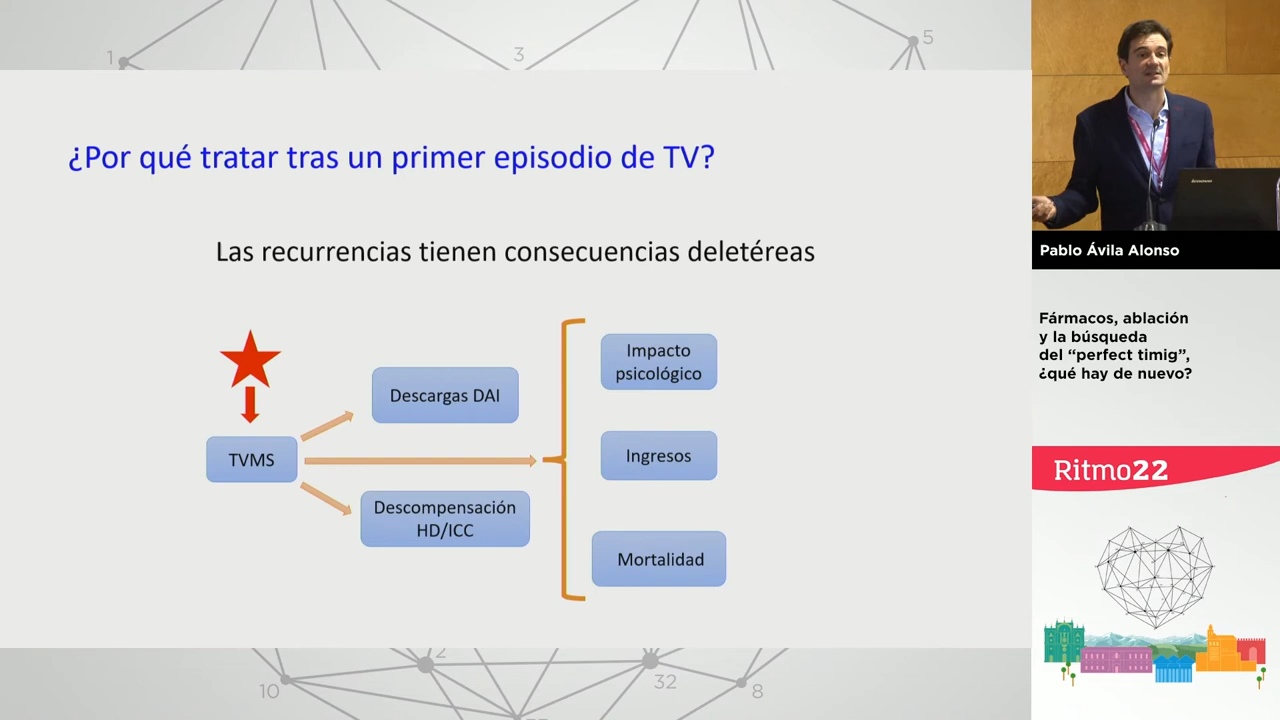 1
3
5
¿Por qué tratar tras un primer episodio de TV?
Las recurrencias tienen consecuencias deletéreas
TVMS
Descargas DAI
Descompensación
HD/ICC
Impacto
psicológico
Ingresos
Mortalidad
10
2
32
8
lenovo
Pablo Ávila Alonso
Fármacos, ablación
y la búsqueda
del “perfect timig”,
¿qué hay de nuevo?
Ritmo22